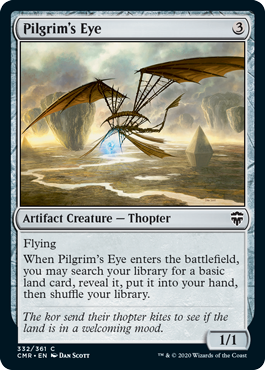 Pilgrim's Eye 3
Artifact Creature — Thopter
Flying
When Pilgrim's Eye enters the battlefield,
you may search your library for a basic
land card, reveal it, put it into your hand,
then shuffle your library.
The kor send their thopter kites to see if the
land is in a welcoming mood.
1/1
332/361 C
CMR • EN DAN SCOTT ™ & © 2020 Wizards of the Coast